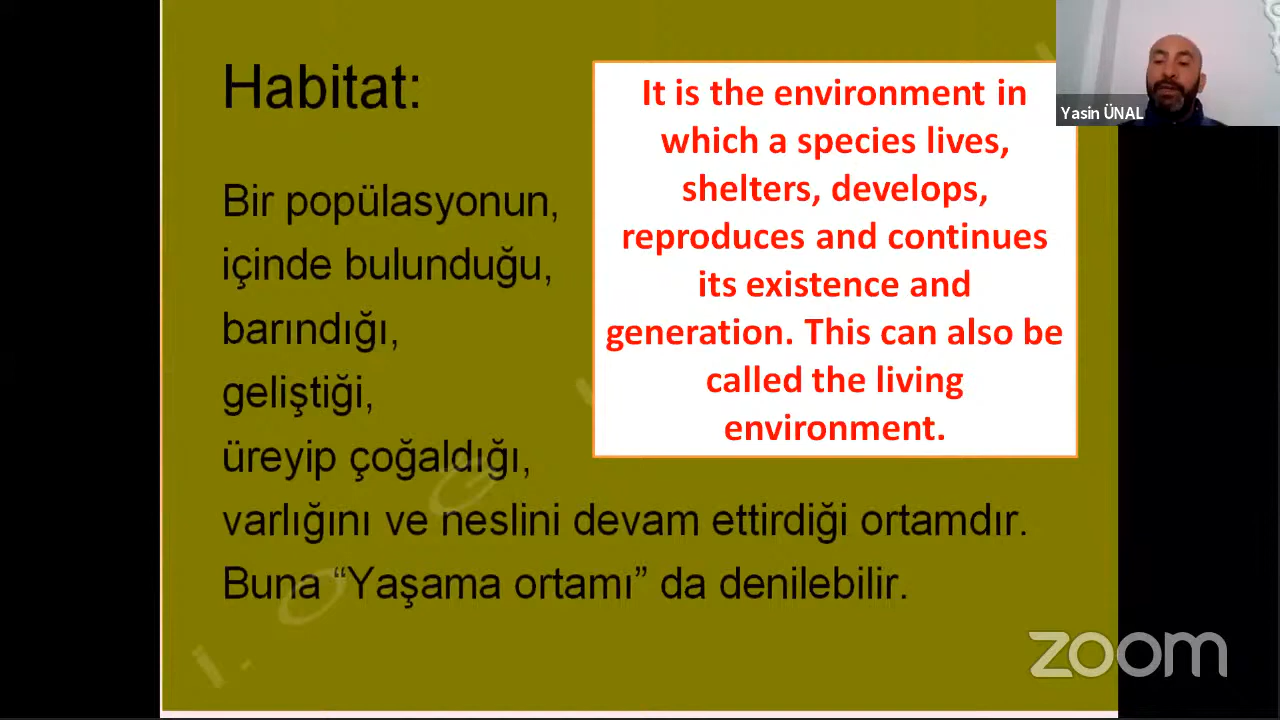 Habitat:
Bir popülasyonun,
içinde bulunduğu,
barındığı,
geliştiği,
üreyip çoğaldığı,
varlığını ve neslini devam ettirdiği ortamdır.
Buna “Yaşama ortamı” da denilebilir.
It is the environment in
which a species lives,
shelters, develops,
reproduces and continues
its existence and
generation. This can also be
called the living
environment.
Yasin ÜNAL
zoom